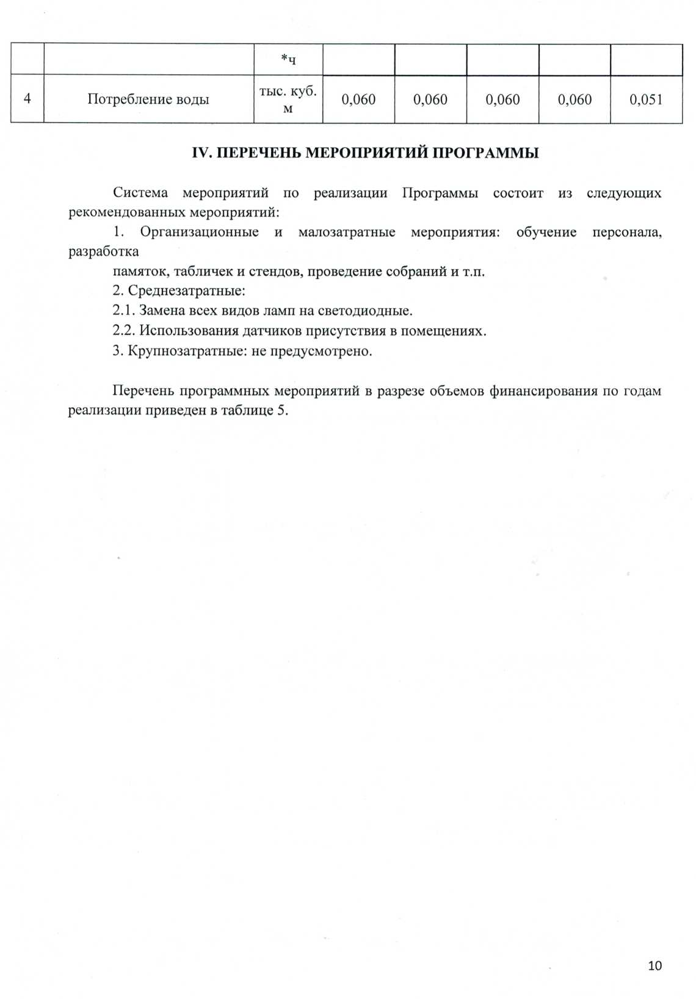 *ч
4 Потребление воды тыс. куб. м 0,060 0,060 0,060 0,060 0,051
IV. ПЕРЕЧЕНЬ МЕРОПРИЯТИЙ ПРОГРАММЫ
Система мероприятий по реализации Программы состоит из следующих
рекомендованных мероприятий:
1. Организационные и малозатратные мероприятия: обучение персонала,
разработка
памяток, табличек и стендов, проведение собраний и т.п.
2. Среднезатратные:
2.1. Замена всех видов ламп на светодиодные.
2.2. Использования датчиков присутствия в помещениях.
3. Крупнозатратные: не предусмотрено.
Перечень программных мероприятий в разрезе объемов финансирования по годам
реализации приведен в таблице 5.
10